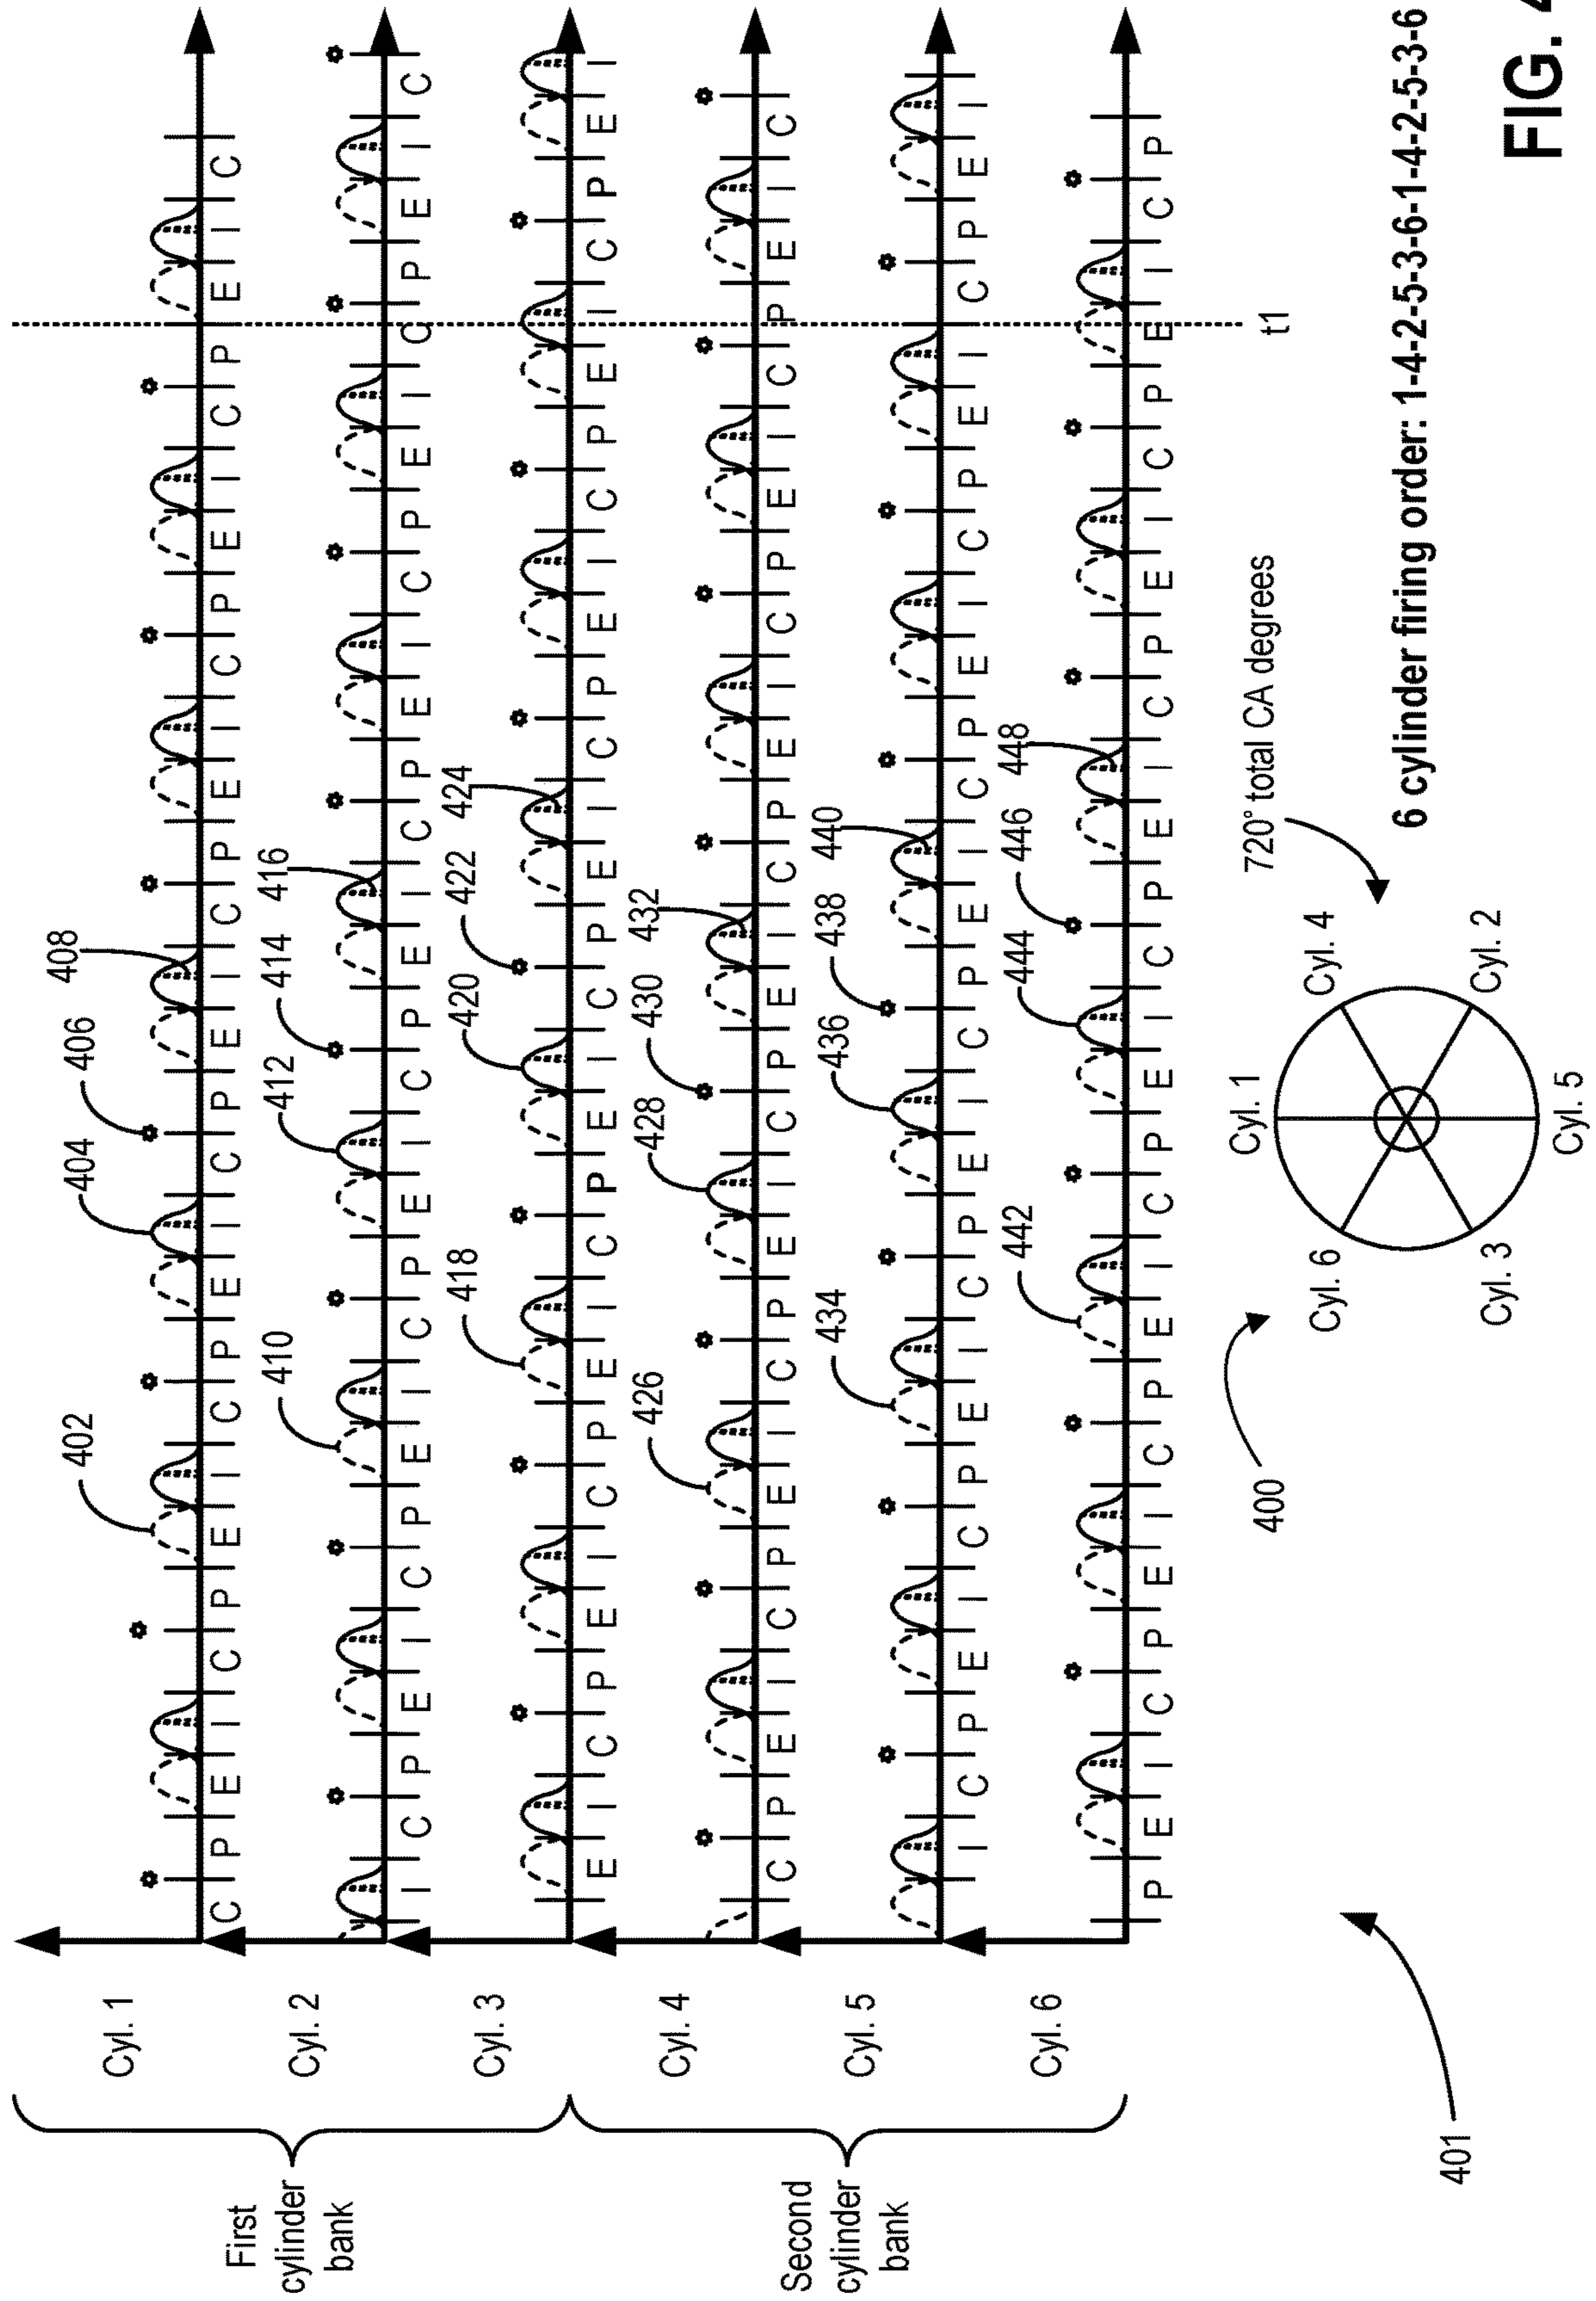 First
cylinder
bank
Second
cylinder
bank
Cyl. 1
402
404
406
408
C P E I C P E I C P E I C P E I C P E I C P E I C P E I C
Cyl. 2
410
412
414
416
I C P E I C P E I C P E I C P E I C P E I C P E I C P E I C
Cyl. 3
418
420
422
424
E I C P E I C P E I C P E I C P E I C P E I C P E I C P E I
Cyl. 4
426
428
430
432
C P E I C P E I C P E I C P E I C P E I C P E I C P E I C
Cyl. 5
434
436
438
440
I C P E I C P E I C P E I C P E I C P E I C P E I C P E I
Cyl. 6
442
444
446
448
P E I C P E I C P E I C P E I C P E I C P E I C P E I C P
t1
401
400
Cyl. 1
Cyl. 4
Cyl. 2
Cyl. 5
Cyl. 3
Cyl. 6
720° total CA degrees
6 cylinder firing order: 1-4-2-5-3-6-1-4-2-5-3-6
FIG. 4